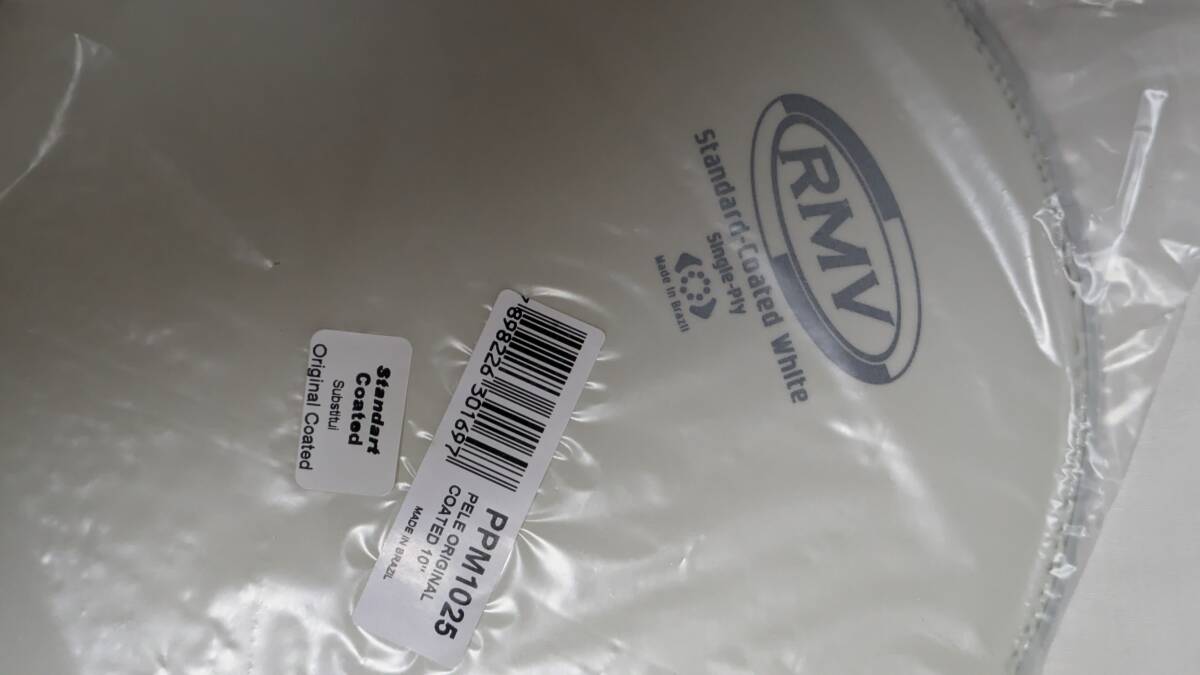 RMV
Standard-Coated White
Single-Ply
Made In Brazil
7898226301697
PPM1025
PELE ORIGINAL
COATED 10"
MADE IN BRAZIL
Standart
Coated
Substitui
Original Coated